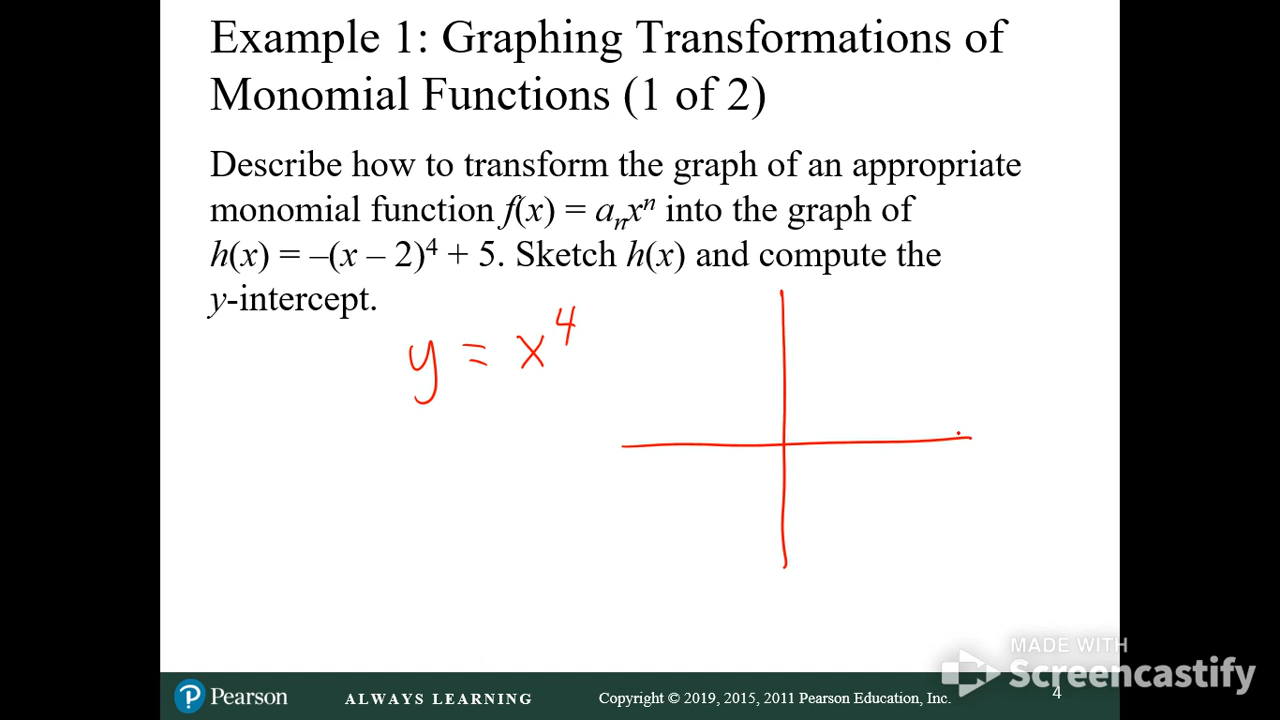 Example 1: Graphing Transformations of
Monomial Functions (1 of 2)
Describe how to transform the graph of an appropriate
monomial function f(x) = aₙxⁿ into the graph of
h(x) = –(x – 2)⁴ + 5. Sketch h(x) and compute the
y-intercept.
y = x⁴
MADE WITH
Screencastify
Pearson ALWAYS LEARNING Copyright © 2019, 2015, 2011 Pearson Education, Inc. 4